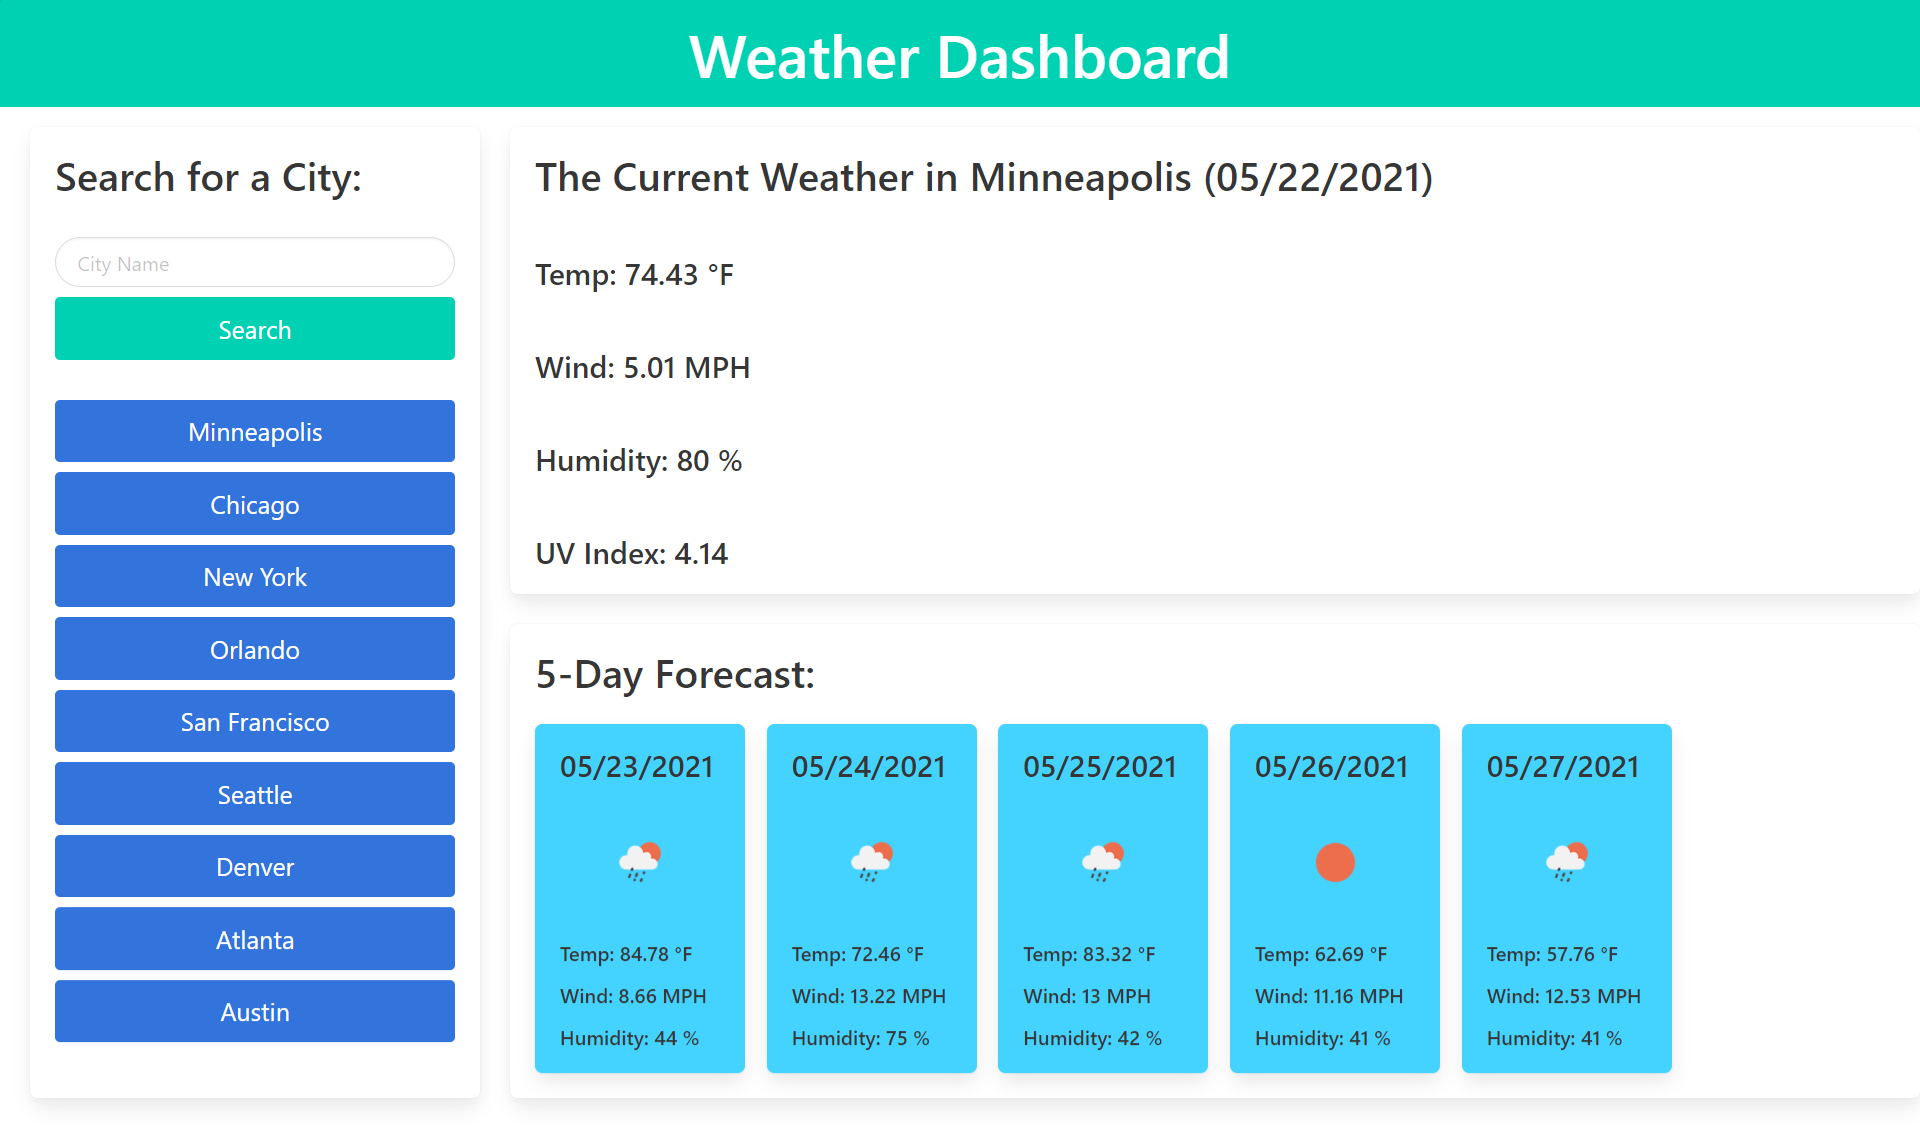 Weather Dashboard
Search for a City:
City Name
Search
Minneapolis
Chicago
New York
Orlando
San Francisco
Seattle
Denver
Atlanta
Austin
The Current Weather in Minneapolis (05/22/2021)
Temp: 74.43 °F
Wind: 5.01 MPH
Humidity: 80 %
UV Index: 4.14
5-Day Forecast:
05/23/2021
Temp: 84.78 °F
Wind: 8.66 MPH
Humidity: 44 %
05/24/2021
Temp: 72.46 °F
Wind: 13.22 MPH
Humidity: 75 %
05/25/2021
Temp: 83.32 °F
Wind: 13 MPH
Humidity: 42 %
05/26/2021
Temp: 62.69 °F
Wind: 11.16 MPH
Humidity: 41 %
05/27/2021
Temp: 57.76 °F
Wind: 12.53 MPH
Humidity: 41 %